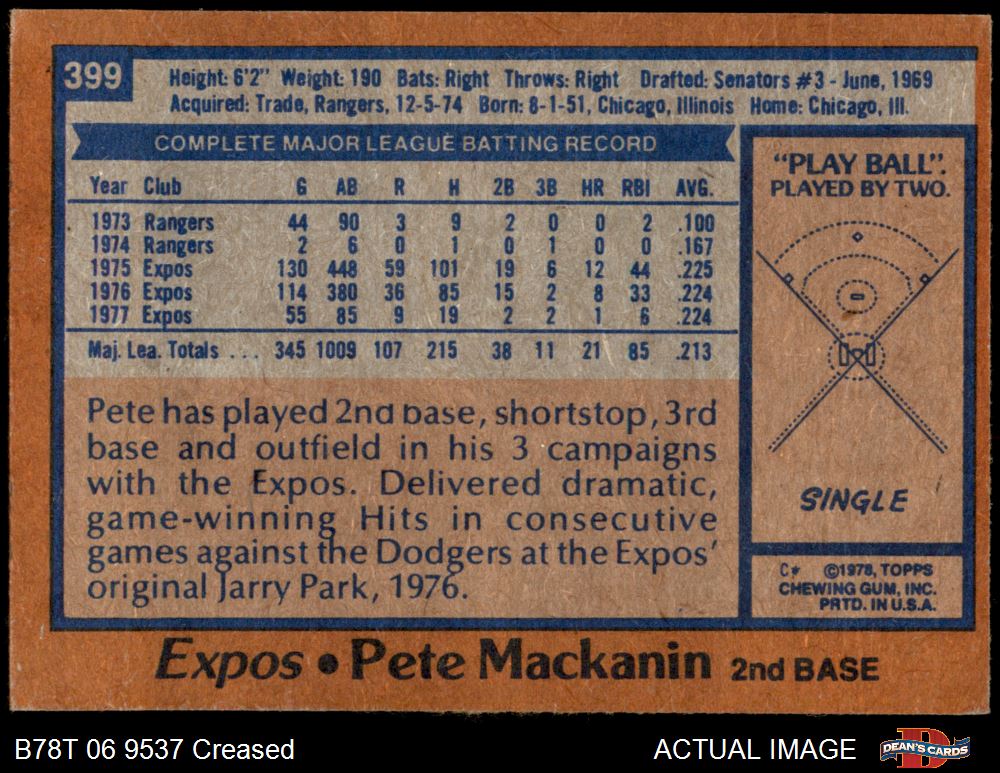 399
Height: 6'2" Weight: 190 Bats: Right Throws: Right Drafted: Senators #3 - June, 1969
Acquired: Trade, Rangers, 12-5-74 Born: 8-1-51, Chicago, Illinois Home: Chicago, Ill.
COMPLETE MAJOR LEAGUE BATTING RECORD
Year Club G AB R H 2B 3B HR RBI AVG.
1973 Rangers 44 90 3 9 2 0 0 2 .100
1974 Rangers 2 6 0 1 0 1 0 0 .167
1975 Expos 130 448 59 101 19 6 12 44 .225
1976 Expos 114 380 36 85 15 2 8 33 .224
1977 Expos 55 85 9 19 2 2 1 6 .224
Maj. Lea. Totals . . . 345 1009 107 215 38 11 21 85 .213
Pete has played 2nd base, shortstop, 3rd
base and outfield in his 3 campaigns
with the Expos. Delivered dramatic,
game-winning Hits in consecutive
games against the Dodgers at the Expos'
original Jarry Park, 1976.
"PLAY BALL".
PLAYED BY TWO.
SINGLE
C* ©1978, TOPPS
CHEWING GUM, INC.
PRTD. IN U.S.A.
Expos • Pete Mackanin 2nd BASE
B78T 06 9537 Creased
ACTUAL IMAGE
DEAN'S CARDS